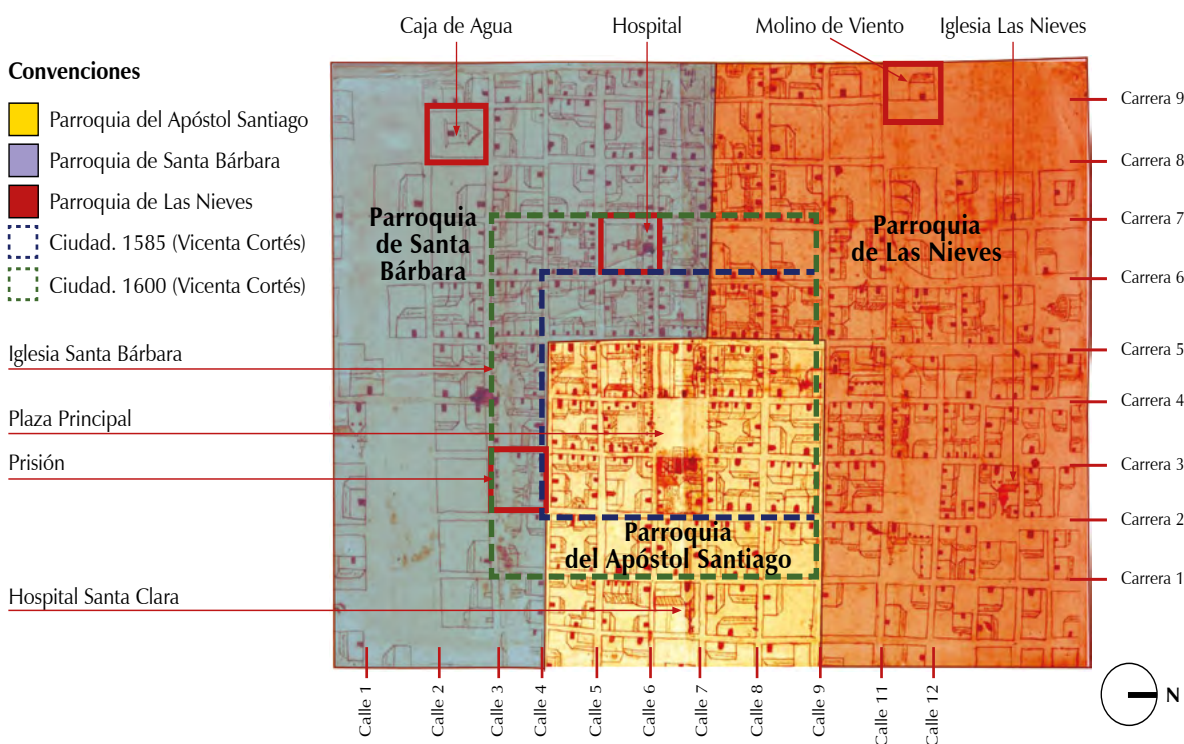 Caja de Agua
Hospital
Molino de Viento
Iglesia Las Nieves
Convenciones
Parroquia del Apóstol Santiago
Parroquia de Santa Bárbara
Parroquia de Las Nieves
Ciudad. 1585 (Vicenta Cortés)
Ciudad. 1600 (Vicenta Cortés)
Iglesia Santa Bárbara
Plaza Principal
Prisión
Hospital Santa Clara
Parroquia
de Santa
Bárbara
Parroquia
de Las Nieves
Parroquia
del Apóstol Santiago
Carrera 9
Carrera 8
Carrera 7
Carrera 6
Carrera 5
Carrera 4
Carrera 3
Carrera 2
Carrera 1
Calle 1
Calle 2
Calle 3
Calle 4
Calle 5
Calle 6
Calle 7
Calle 8
Calle 9
Calle 11
Calle 12
N